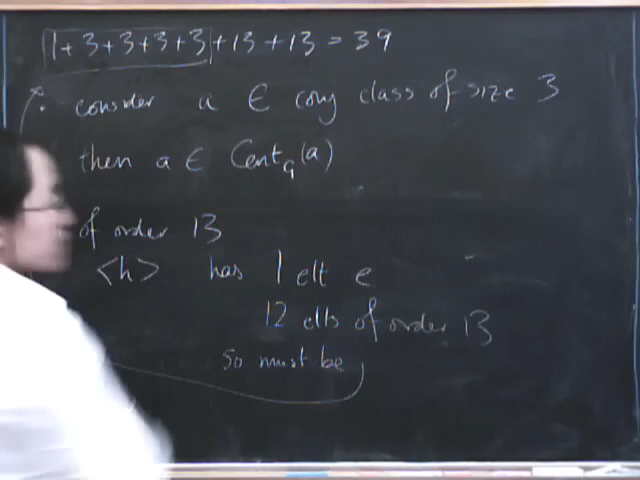 1+3+3+3+3+13+13 = 39
consider a ∈ conj class of size 3
then a ∈ Cent_G(a)
of order 13
<h> has 1 elt e
12 elts of order 13
so must be